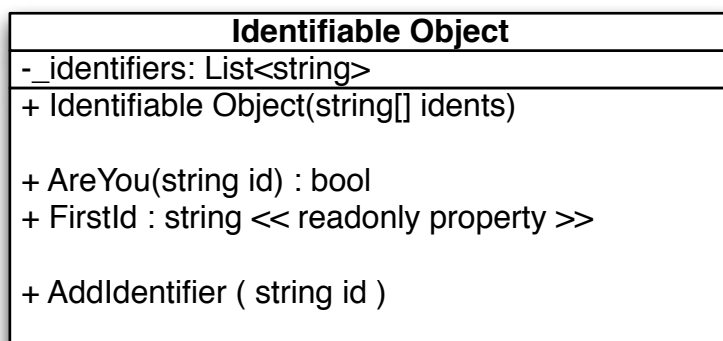 Identifiable Object
-_identifiers: List<string>
+ Identifiable Object(string[] idents)
+ AreYou(string id) : bool
+ FirstId : string << readonly property >>
+ AddIdentifier ( string id )